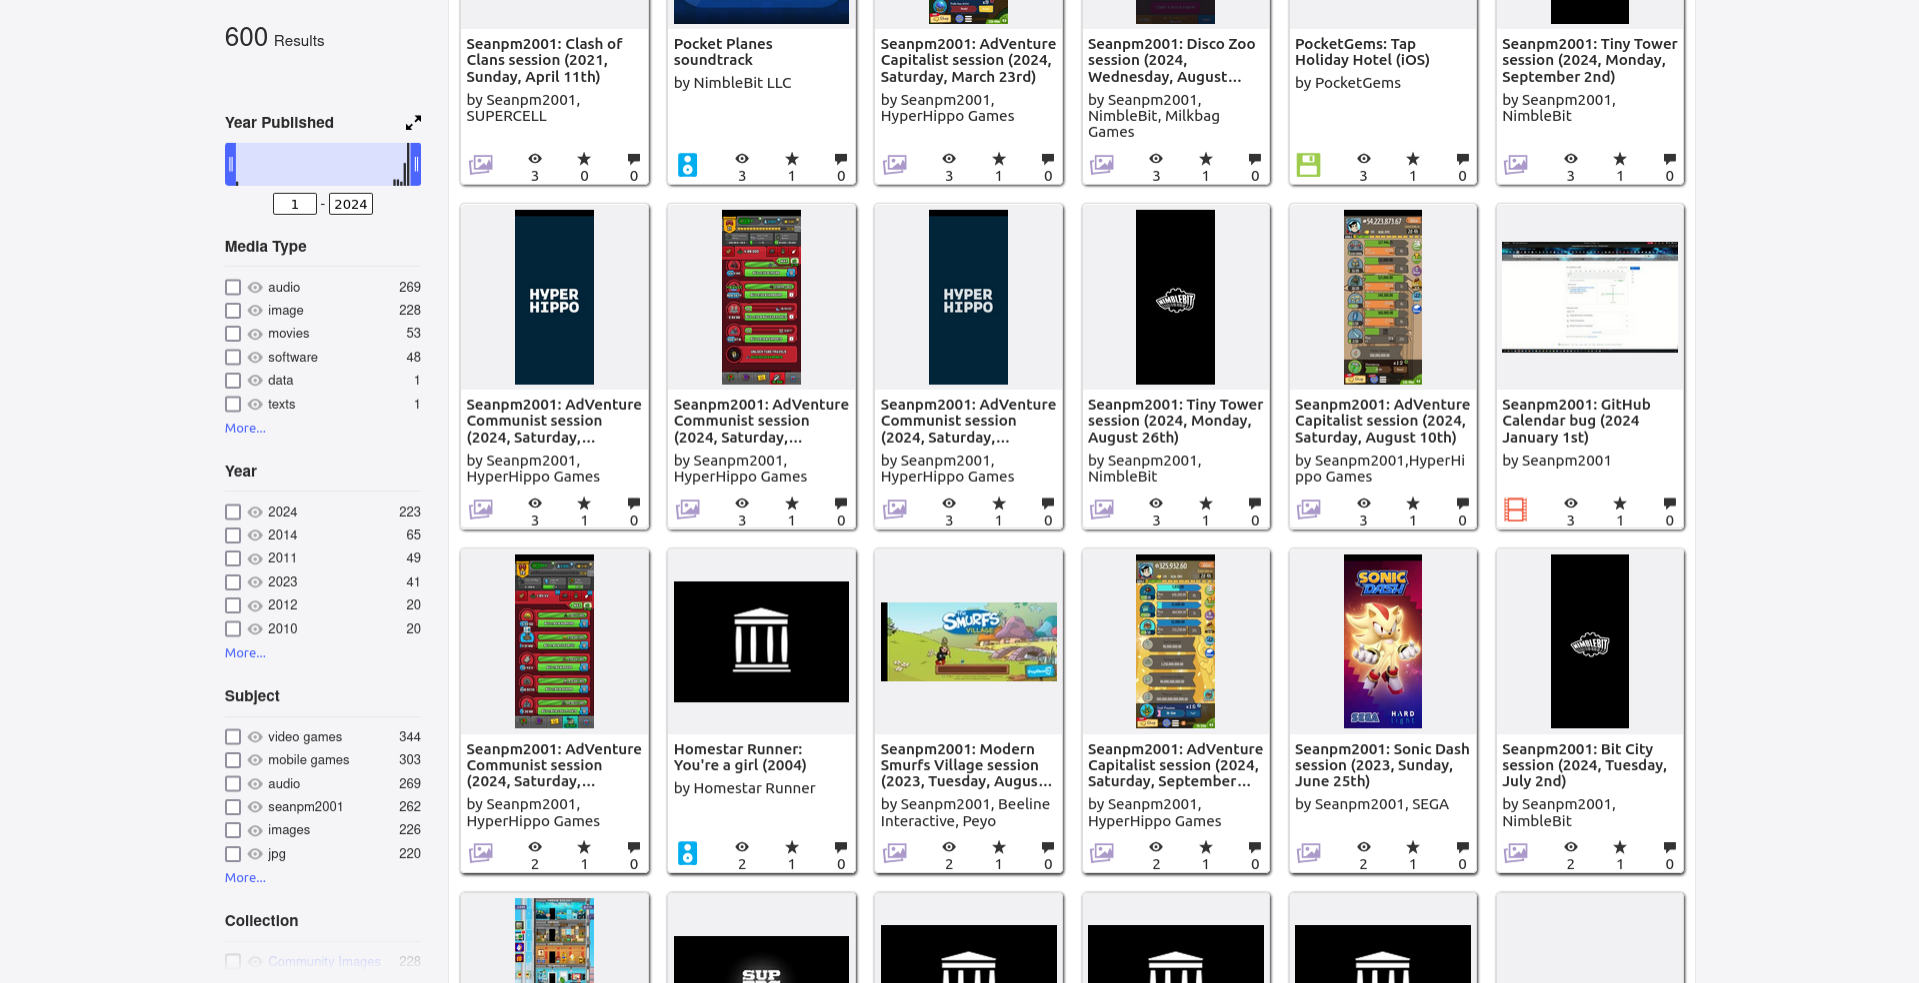 600 Results
Year Published
1 - 2024
Media Type
audio 269
image 228
movies 53
software 48
data 1
texts 1
More...
Year
2024 223
2014 65
2011 49
2023 41
2012 20
2010 20
More...
Subject
video games 344
mobile games 303
audio 269
seanpm2001 262
images 226
jpg 220
More...
Collection
Community Images 228
Seanpm2001: Clash of
Clans session (2021,
Sunday, April 11th)
by Seanpm2001,
SUPERCELL
3 0 0
Pocket Planes
soundtrack
by NimbleBit LLC
3 1 0
Seanpm2001: AdVenture
Capitalist session (2024,
Saturday, March 23rd)
by Seanpm2001,
HyperHippo Games
3 1 0
Seanpm2001: Disco Zoo
session (2024,
Wednesday, August...
by Seanpm2001,
NimbleBit, Milkbag
Games
3 1 0
PocketGems: Tap
Holiday Hotel (iOS)
by PocketGems
3 1 0
Seanpm2001: Tiny Tower
session (2024, Monday,
September 2nd)
by Seanpm2001,
NimbleBit
3 1 0
HYPER
HIPPO
Seanpm2001: AdVenture
Communist session
(2024, Saturday,...
by Seanpm2001,
HyperHippo Games
3 1 0
Seanpm2001: AdVenture
Communist session
(2024, Saturday,...
by Seanpm2001,
HyperHippo Games
3 1 0
HYPER
HIPPO
Seanpm2001: AdVenture
Communist session
(2024, Saturday,...
by Seanpm2001,
HyperHippo Games
3 1 0
NIMBLEBIT
Seanpm2001: Tiny Tower
session (2024, Monday,
August 26th)
by Seanpm2001,
NimbleBit
3 1 0
Seanpm2001: AdVenture
Capitalist session (2024,
Saturday, August 10th)
by Seanpm2001,HyperHi
ppo Games
3 1 0
Seanpm2001: GitHub
Calendar bug (2024
January 1st)
by Seanpm2001
3 1 0
Seanpm2001: AdVenture
Communist session
(2024, Saturday,...
by Seanpm2001,
HyperHippo Games
2 1 0
Homestar Runner:
You're a girl (2004)
by Homestar Runner
2 1 0
SMURFS
VILLAGE
Seanpm2001: Modern
Smurfs Village session
(2023, Tuesday, Augus...
by Seanpm2001, Beeline
Interactive, Peyo
2 1 0
Seanpm2001: AdVenture
Capitalist session (2024,
Saturday, September...
by Seanpm2001,
HyperHippo Games
2 1 0
SONIC
DASH
SEGA HARD
light
Seanpm2001: Sonic Dash
session (2023, Sunday,
June 25th)
by Seanpm2001, SEGA
2 1 0
NIMBLEBIT
Seanpm2001: Bit City
session (2024, Tuesday,
July 2nd)
by Seanpm2001,
NimbleBit
2 1 0
SUP